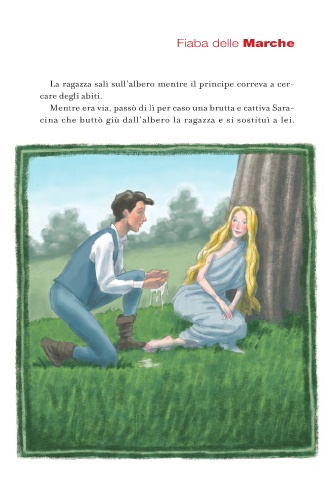 Fiaba delle Marche
La ragazza salì sull'albero mentre il principe correva a cer-
care degli abiti.
Mentre era via, passò di lì per caso una brutta e cattiva Sara-
cina che buttò giù dall'albero la ragazza e si sostituì a lei.